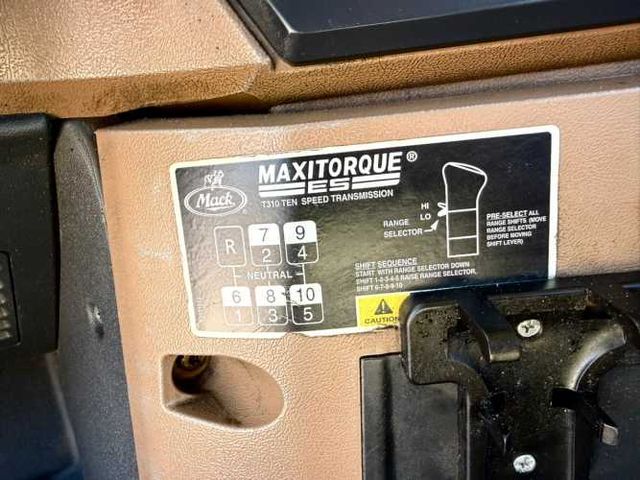 Mack
MAXITORQUE®
ES
T310 TEN SPEED TRANSMISSION
R 7 9
2 4
NEUTRAL
6 8 10
1 3 5
HI
LO
RANGE
SELECTOR
PRE-SELECT ALL
RANGE SHIFTS (MOVE
RANGE SELECTOR
BEFORE MOVING
SHIFT LEVER)
SHIFT SEQUENCE
START WITH RANGE SELECTOR DOWN
SHIFT 1-2-3-4-5 RAISE RANGE SELECTOR,
SHIFT 6-7-8-9-10
CAUTION